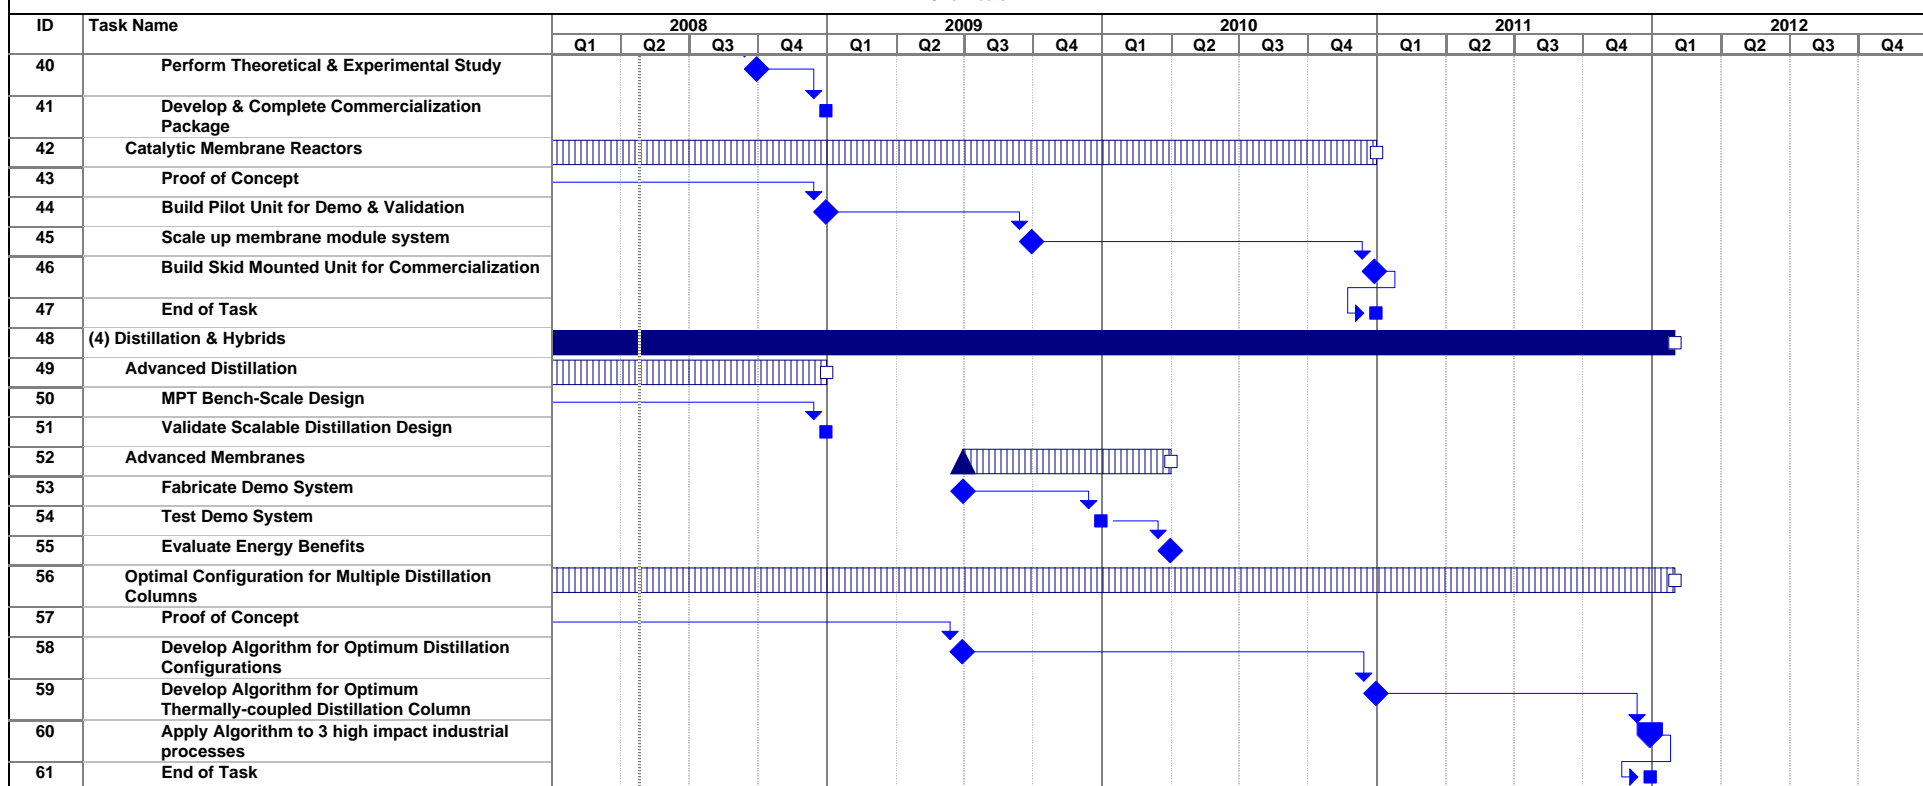 ID Task Name 2008 2009 2010 2011 2012
Q1 Q2 Q3 Q4 Q1 Q2 Q3 Q4 Q1 Q2 Q3 Q4 Q1 Q2 Q3 Q4 Q1 Q2 Q3 Q4
40 Perform Theoretical & Experimental Study
41 Develop & Complete Commercialization
Package
42 Catalytic Membrane Reactors
43 Proof of Concept
44 Build Pilot Unit for Demo & Validation
45 Scale up membrane module system
46 Build Skid Mounted Unit for Commercialization
47 End of Task
48 (4) Distillation & Hybrids
49 Advanced Distillation
50 MPT Bench-Scale Design
51 Validate Scalable Distillation Design
52 Advanced Membranes
53 Fabricate Demo System
54 Test Demo System
55 Evaluate Energy Benefits
56 Optimal Configuration for Multiple Distillation
Columns
57 Proof of Concept
58 Develop Algorithm for Optimum Distillation
Configurations
59 Develop Algorithm for Optimum
Thermally-coupled Distillation Column
60 Apply Algorithm to 3 high impact industrial
processes
61 End of Task